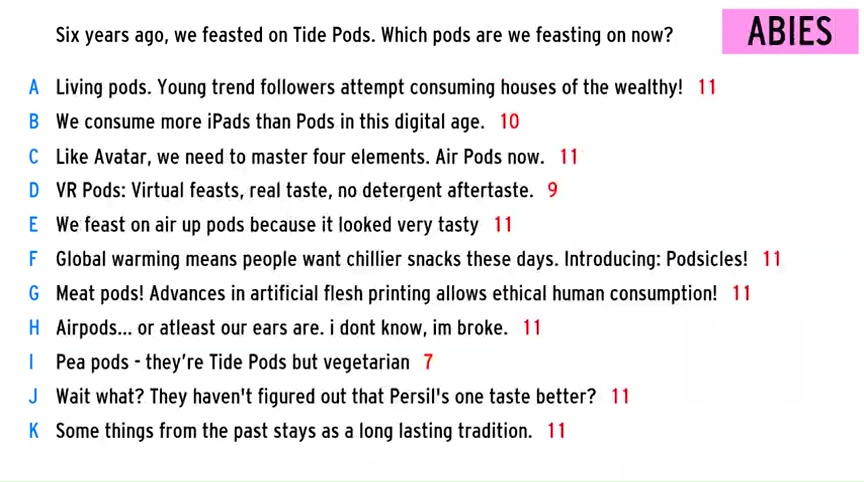 Six years ago, we feasted on Tide Pods. Which pods are we feasting on now?
ABIES
A Living pods. Young trend followers attempt consuming houses of the wealthy! 11
B We consume more iPads than Pods in this digital age. 10
C Like Avatar, we need to master four elements. Air Pods now. 11
D VR Pods: Virtual feasts, real taste, no detergent aftertaste. 9
E We feast on air up pods because it looked very tasty 11
F Global warming means people want chillier snacks these days. Introducing: Podsicles! 11
G Meat pods! Advances in artificial flesh printing allows ethical human consumption! 11
H Airpods... or atleast our ears are. i dont know, im broke. 11
I Pea pods - they're Tide Pods but vegetarian 7
J Wait what? They haven't figured out that Persil's one taste better? 11
K Some things from the past stays as a long lasting tradition. 11